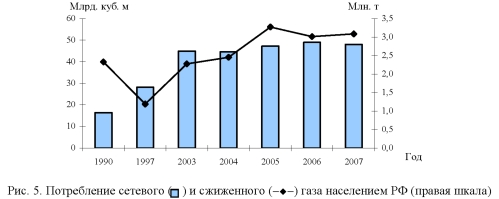 Млрд. куб. м Млн. т
60 3,5
50 3,0
40 2,5
30 2,0
20 1,5
10 1,0
0 0,5
0,0
1990 1997 2003 2004 2005 2006 2007
Год
Рис. 5. Потребление сетевого ( ) и сжиженного (–♦–) газа населением РФ (правая шкала)